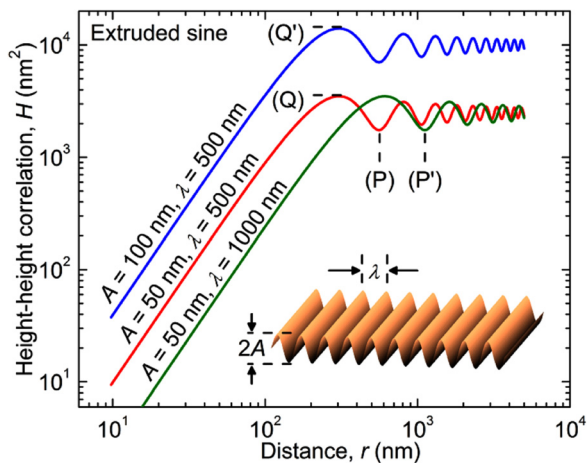 Extruded sine
(Q')
(Q)
(P)
(P')
A = 100 nm, λ = 500 nm
A = 50 nm, λ = 500 nm
A = 50 nm, λ = 1000 nm
λ
2A
Height-height correlation, H (nm²)
10⁴
10³
10²
10¹
10¹ 10² 10³ 10⁴
Distance, r (nm)